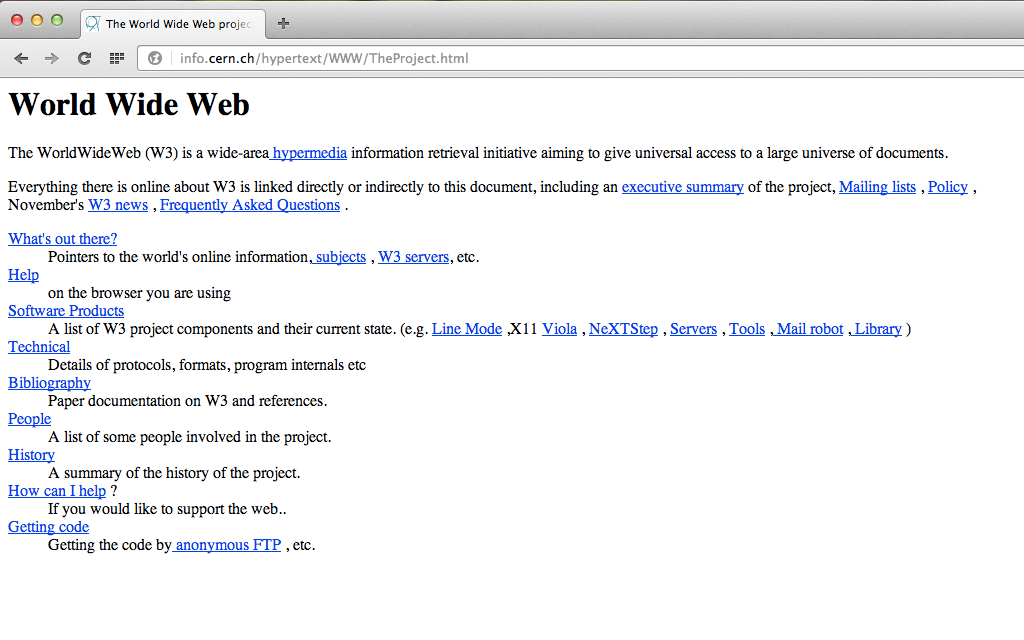 The World Wide Web projec
info.cern.ch/hypertext/WWW/TheProject.html
World Wide Web
The WorldWideWeb (W3) is a wide-area hypermedia information retrieval initiative aiming to give universal access to a large universe of documents.
Everything there is online about W3 is linked directly or indirectly to this document, including an executive summary of the project, Mailing lists , Policy ,
November's W3 news , Frequently Asked Questions .
What's out there?
Pointers to the world's online information, subjects , W3 servers, etc.
Help
on the browser you are using
Software Products
A list of W3 project components and their current state. (e.g. Line Mode ,X11 Viola , NeXTStep , Servers , Tools , Mail robot , Library )
Technical
Details of protocols, formats, program internals etc
Bibliography
Paper documentation on W3 and references.
People
A list of some people involved in the project.
History
A summary of the history of the project.
How can I help ?
If you would like to support the web..
Getting code
Getting the code by anonymous FTP , etc.